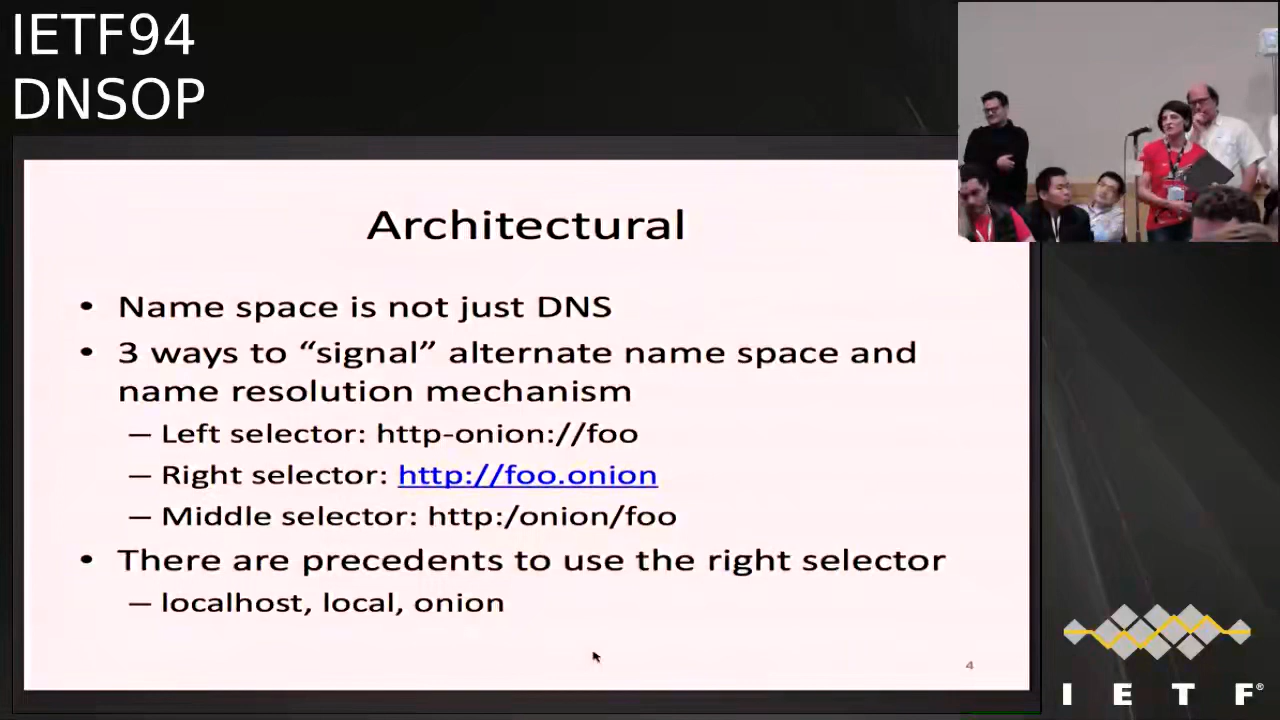 IETF94
DNSOP
Architectural
• Name space is not just DNS
• 3 ways to “signal” alternate name space and
name resolution mechanism
– Left selector: http-onion://foo
– Right selector: http://foo.onion
– Middle selector: http:/onion/foo
• There are precedents to use the right selector
– localhost, local, onion
4
I E T F®